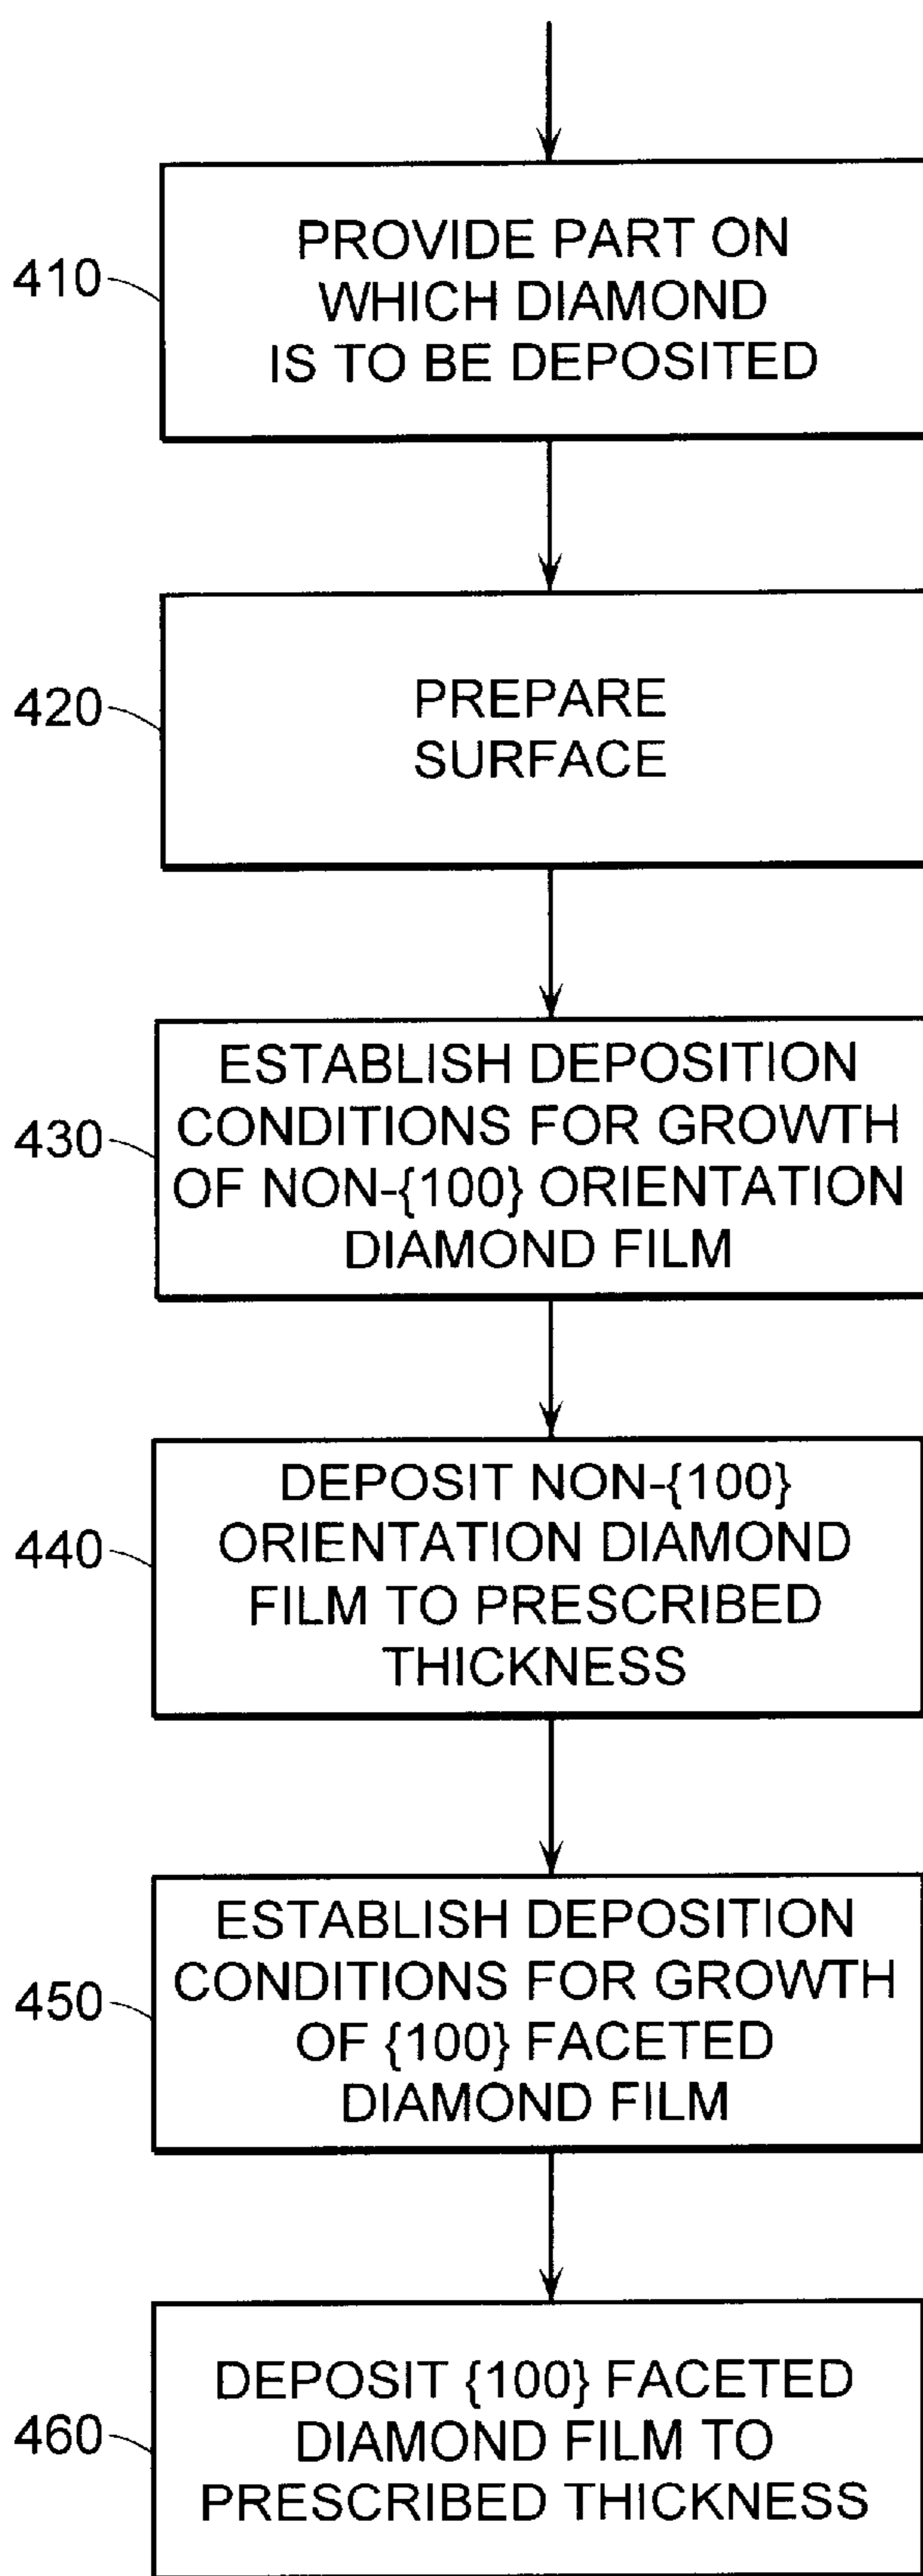 410
PROVIDE PART ON
WHICH DIAMOND
IS TO BE DEPOSITED
420
PREPARE
SURFACE
430
ESTABLISH DEPOSITION
CONDITIONS FOR GROWTH
OF NON-{100} ORIENTATION
DIAMOND FILM
440
DEPOSIT NON-{100}
ORIENTATION DIAMOND
FILM TO PRESCRIBED
THICKNESS
450
ESTABLISH DEPOSITION
CONDITIONS FOR GROWTH
OF {100} FACETED
DIAMOND FILM
460
DEPOSIT {100} FACETED
DIAMOND FILM TO
PRESCRIBED THICKNESS